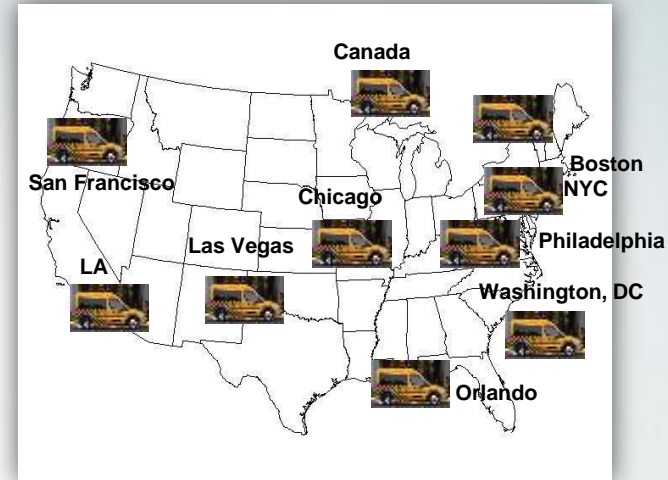 Canada
Boston
San Francisco
Chicago
NYC
Las Vegas
Philadelphia
LA
Washington, DC
Orlando